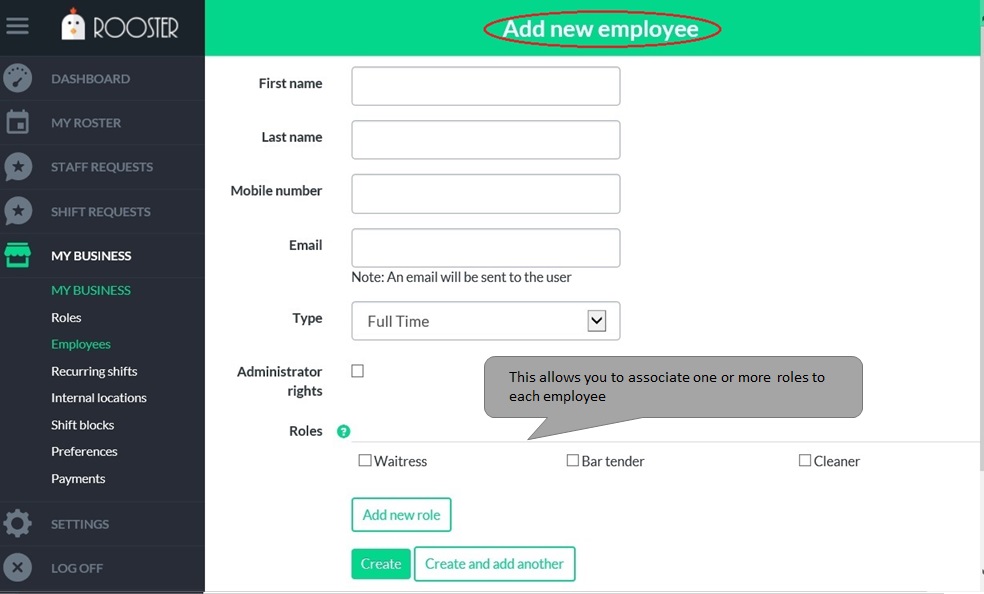 ROOSTER
Add new employee
DASHBOARD
MY ROSTER
STAFF REQUESTS
SHIFT REQUESTS
MY BUSINESS
MY BUSINESS
Roles
Employees
Recurring shifts
Internal locations
Shift blocks
Preferences
Payments
SETTINGS
LOG OFF
First name
Last name
Mobile number
Email
Note: An email will be sent to the user
Type
Full Time
Administrator
rights
This allows you to associate one or more roles to
each employee
Roles ?
Waitress Bar tender Cleaner
Add new role
Create Create and add another